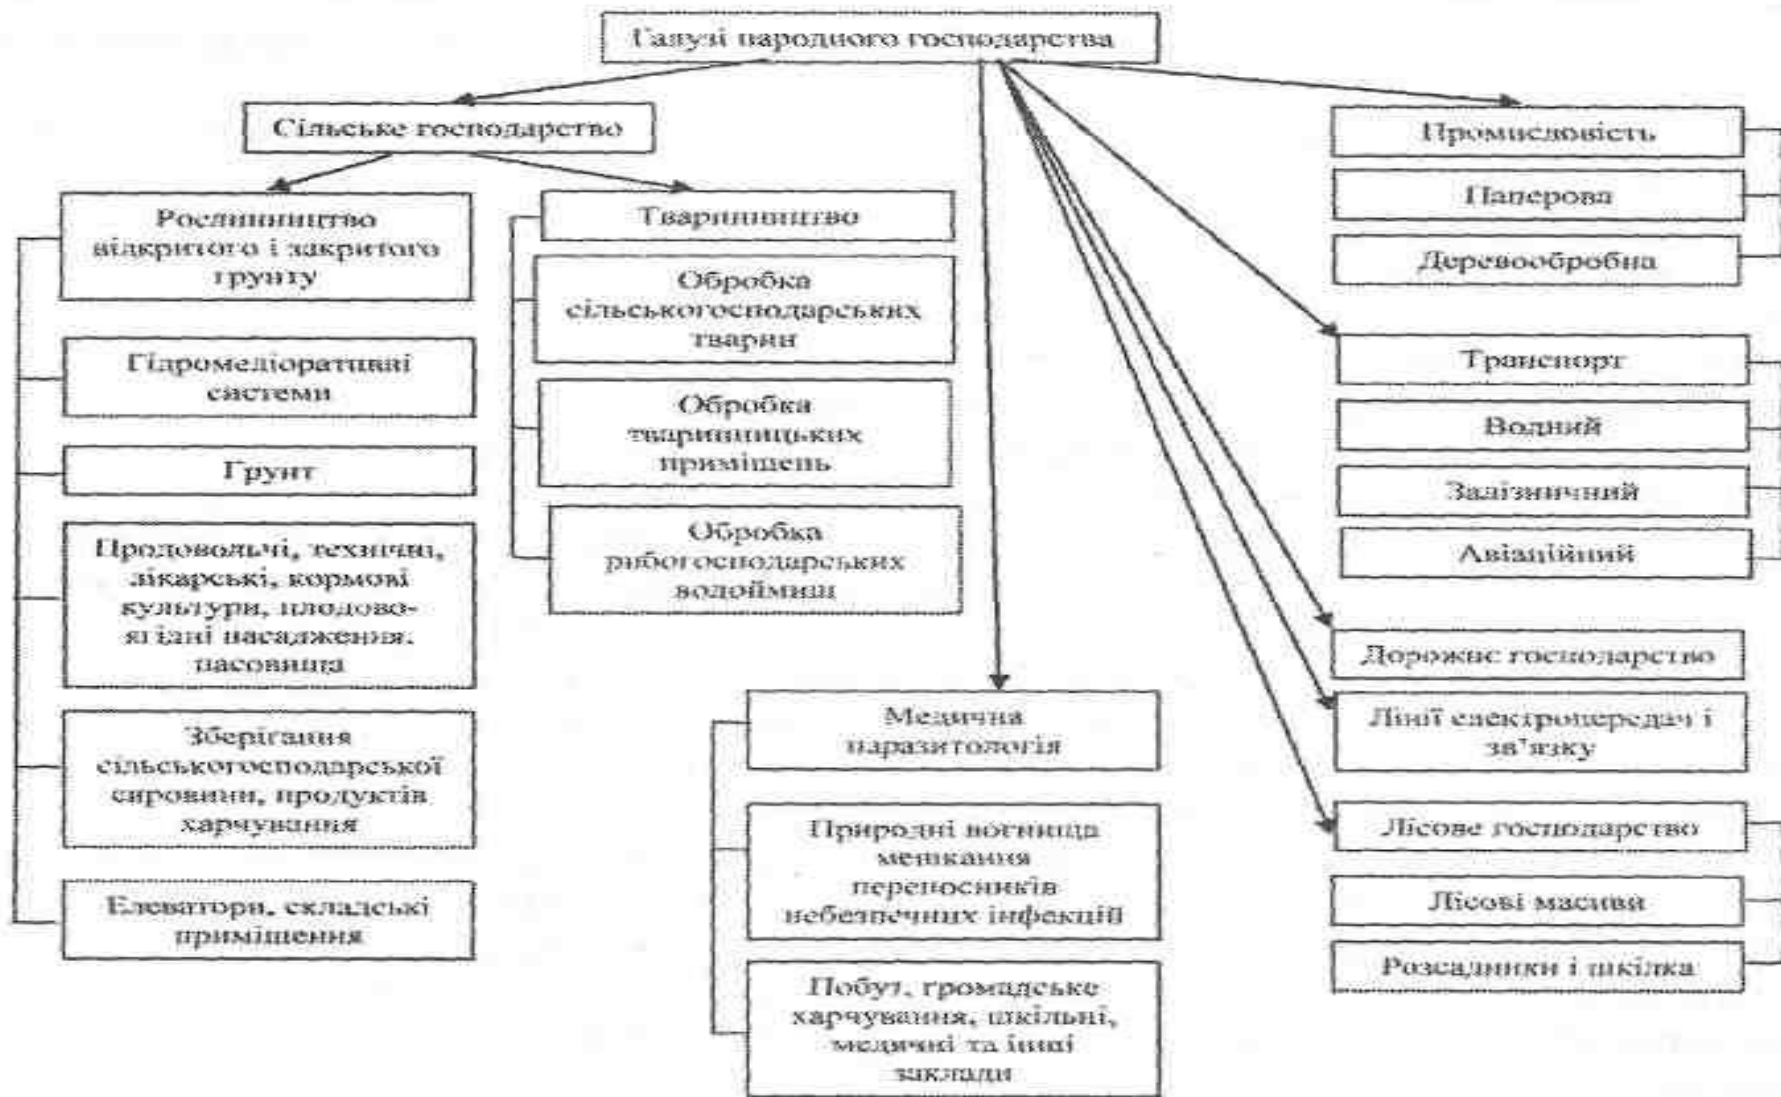 Галузі народного господарства
Сільське господарство
Рослинництво
відкритого і закритого
грунту
Гідромеліоративні
системи
Грунт
Продовольчі, технічні,
лікарські, кормові
культури, плодово-
ягідні насадження,
пасовища
Зберігання
сільськогосподарської
сировини, продуктів
харчування
Елеватори, складські
приміщення
Тваринництво
Обробка
сільськогосподарських
тварин
Обробка
тваринницьких
приміщень
Обробка
рибогосподарських
водоймищ
Медична
паразитологія
Природні вогнища
мешкання
переносників
небезпечних інфекцій
Побут, громадське
харчування, шкільні,
медичні та інші
заклади
Промисловість
Паперова
Деревообробна
Транспорт
Водний
Залізничний
Авіаційний
Дорожнє господарство
Лінії електропередач і
зв'язку
Лісове господарство
Лісові масиви
Розсадники і шкілка